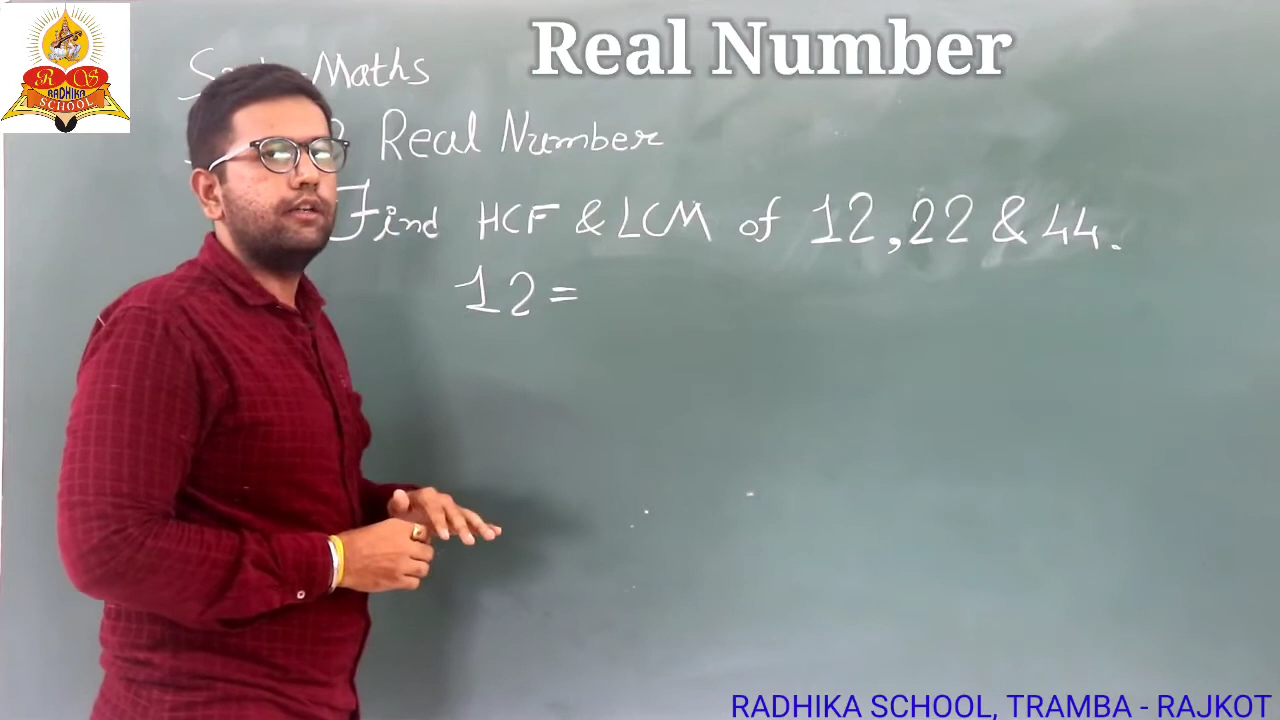 Real Number
R S
RADHIKA
SCHOOL
Maths
Real Number
Find HCF & LCM of 12, 22 & 44.
12 =
RADHIKA SCHOOL, TRAMBA - RAJKOT